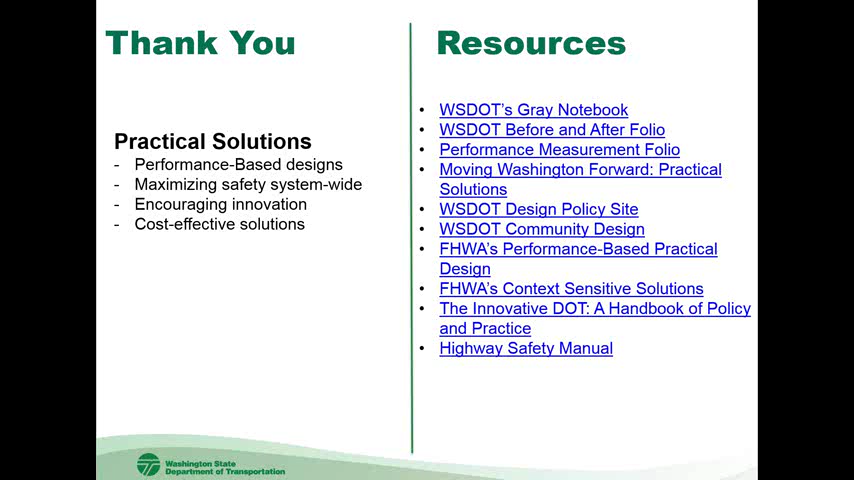 Thank You
Practical Solutions
- Performance-Based designs
- Maximizing safety system-wide
- Encouraging innovation
- Cost-effective solutions
Resources
• WSDOT's Gray Notebook
• WSDOT Before and After Folio
• Performance Measurement Folio
• Moving Washington Forward: Practical
Solutions
• WSDOT Design Policy Site
• WSDOT Community Design
• FHWA's Performance-Based Practical
Design
• FHWA's Context Sensitive Solutions
• The Innovative DOT: A Handbook of Policy
and Practice
• Highway Safety Manual
Washington State
Department of Transportation